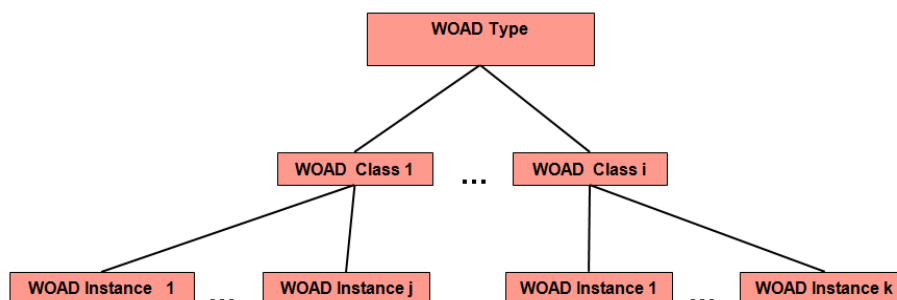 WOAD Type
WOAD Class 1 ... WOAD Class i
WOAD Instance 1 ... WOAD Instance j WOAD Instance 1 ... WOAD Instance k